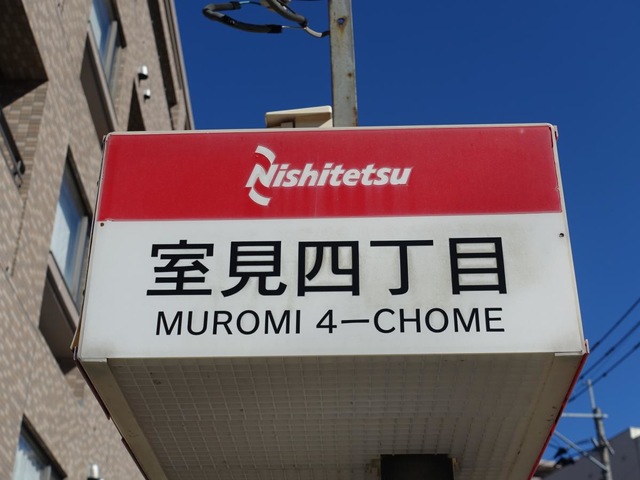 Nishitetsu
室見四丁目
MUROMI 4-CHOME